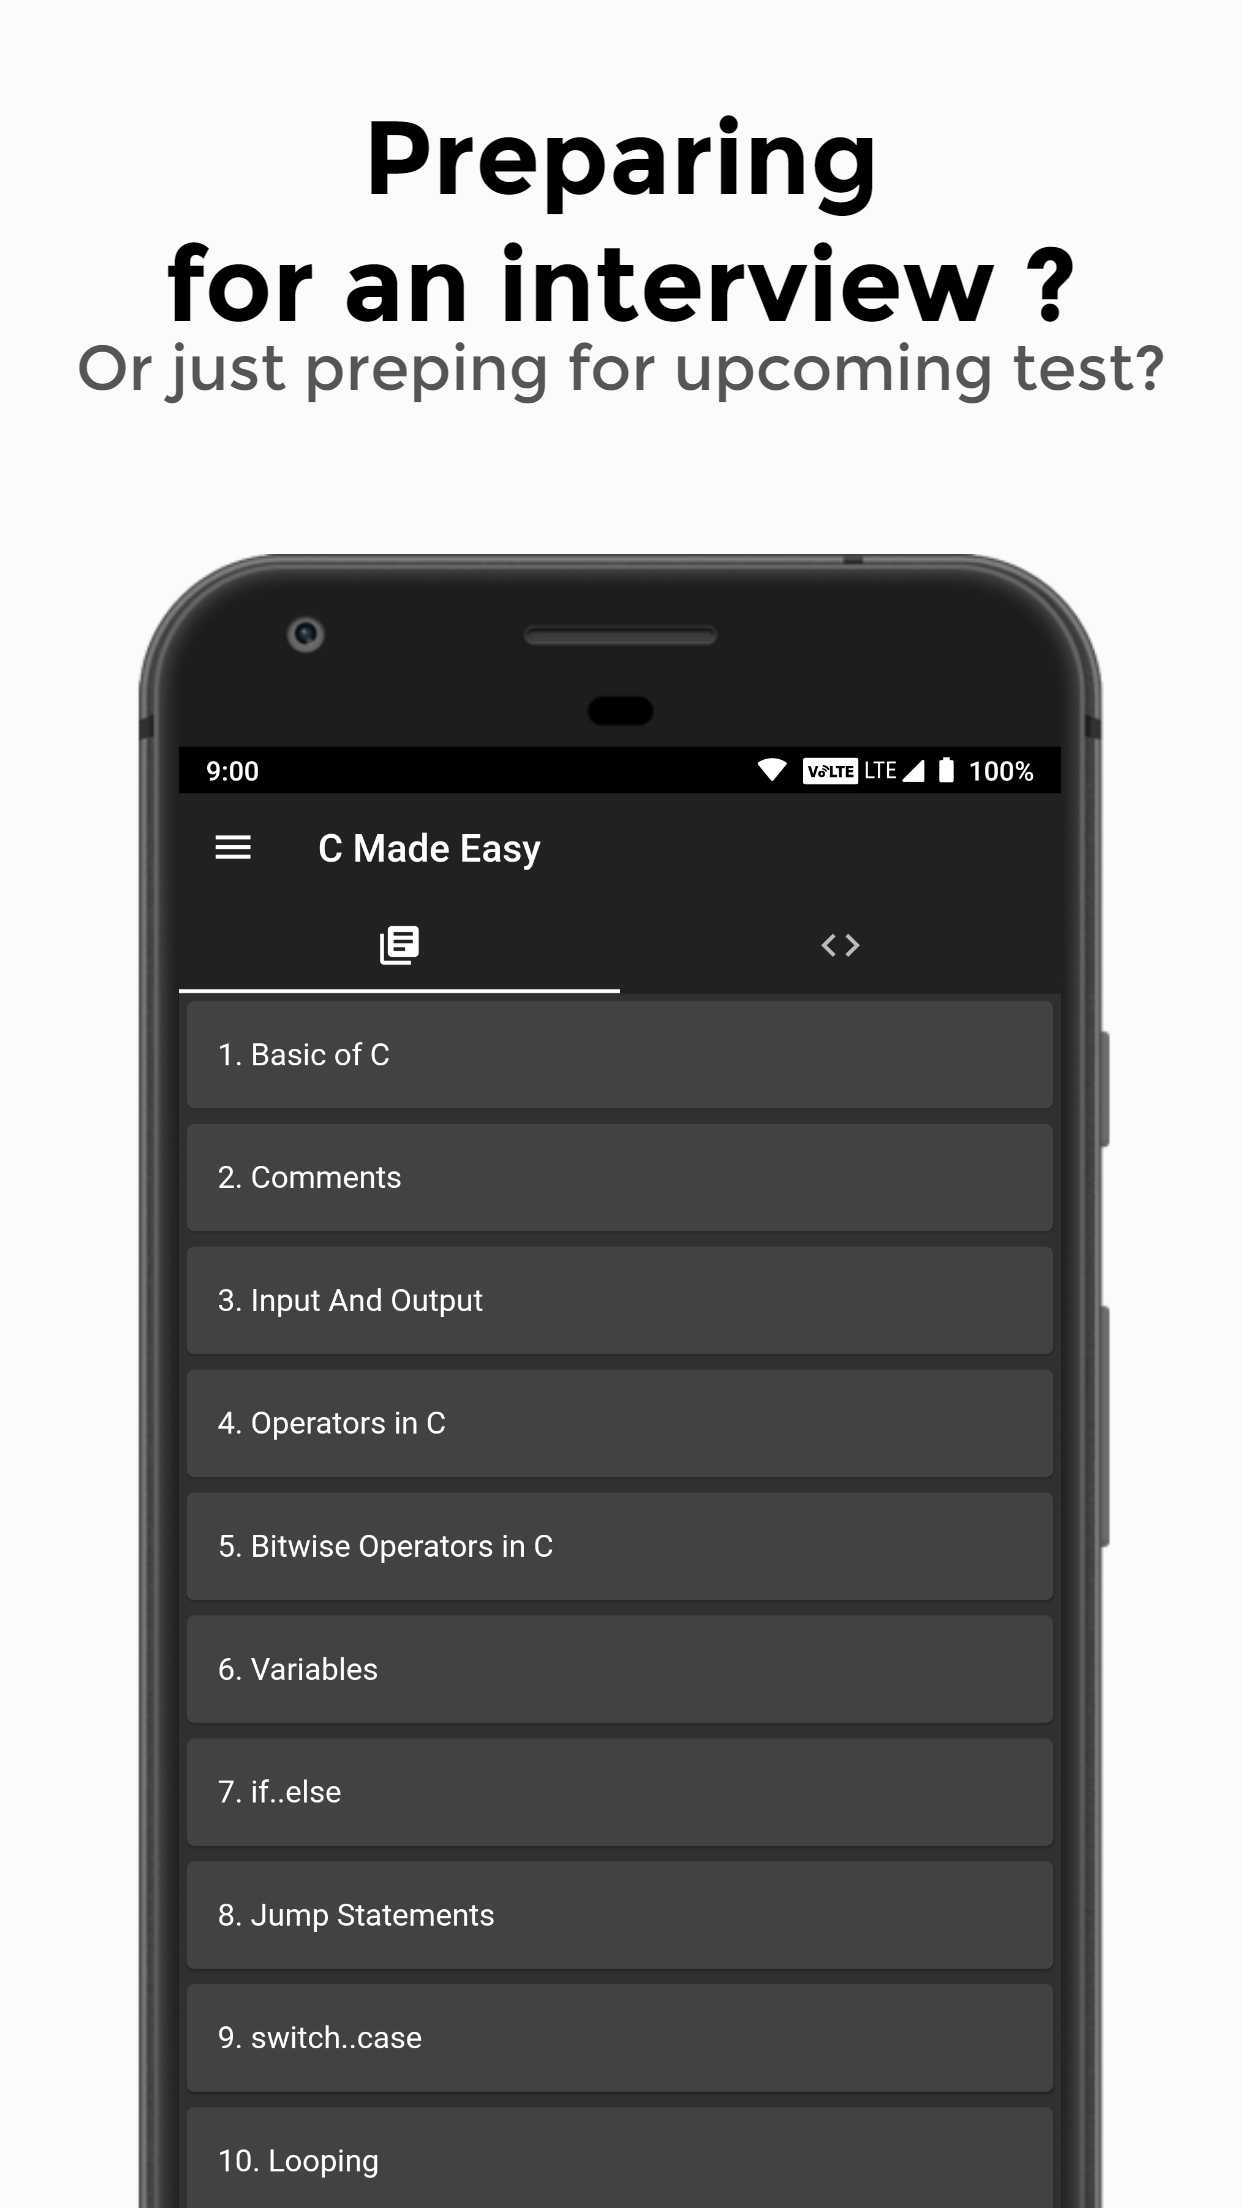 Preparing
for an interview ?
Or just preping for upcoming test?
9:00 VoLTE LTE 100%
C Made Easy
1. Basic of C
2. Comments
3. Input And Output
4. Operators in C
5. Bitwise Operators in C
6. Variables
7. if..else
8. Jump Statements
9. switch..case
10. Looping